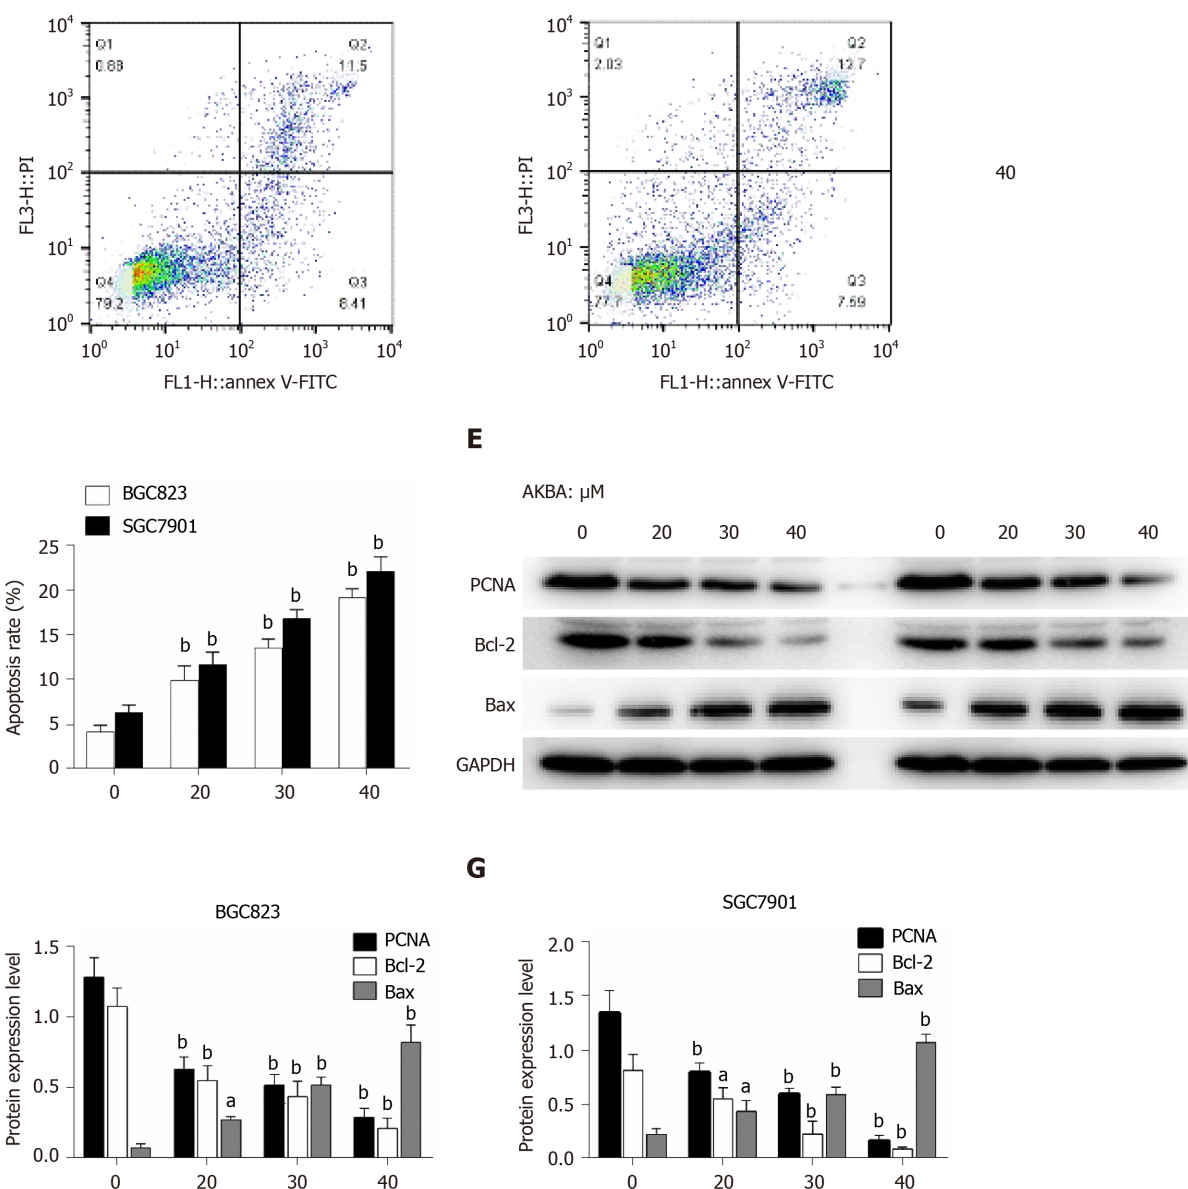 10⁴
10³
10²
10¹
10⁰
FL3-H::PI
Q1
0.88
Q2
11.5
Q4
79.2
Q3
8.41
10⁰ 10¹ 10² 10³ 10⁴
FL1-H::annex V-FITC
10⁴
10³
10²
10¹
10⁰
FL3-H::PI
Q1
2.03
Q2
12.7
Q4
77.7
Q3
7.59
10⁰ 10¹ 10² 10³ 10⁴
FL1-H::annex V-FITC
40
BGC823
SGC7901
Apoptosis rate (%)
25
20
15
10
5
0
b b b b b b
0 20 30 40
E
AKBA: μM
0 20 30 40 0 20 30 40
PCNA
Bcl-2
Bax
GAPDH
BGC823
PCNA
Bcl-2
Bax
Protein expression level
1.5
1.0
0.5
0.0
b b a b b b b b b
0 20 30 40
G
SGC7901
PCNA
Bcl-2
Bax
Protein expression level
2.0
1.5
1.0
0.5
0.0
b a a b b b b b b
0 20 30 40